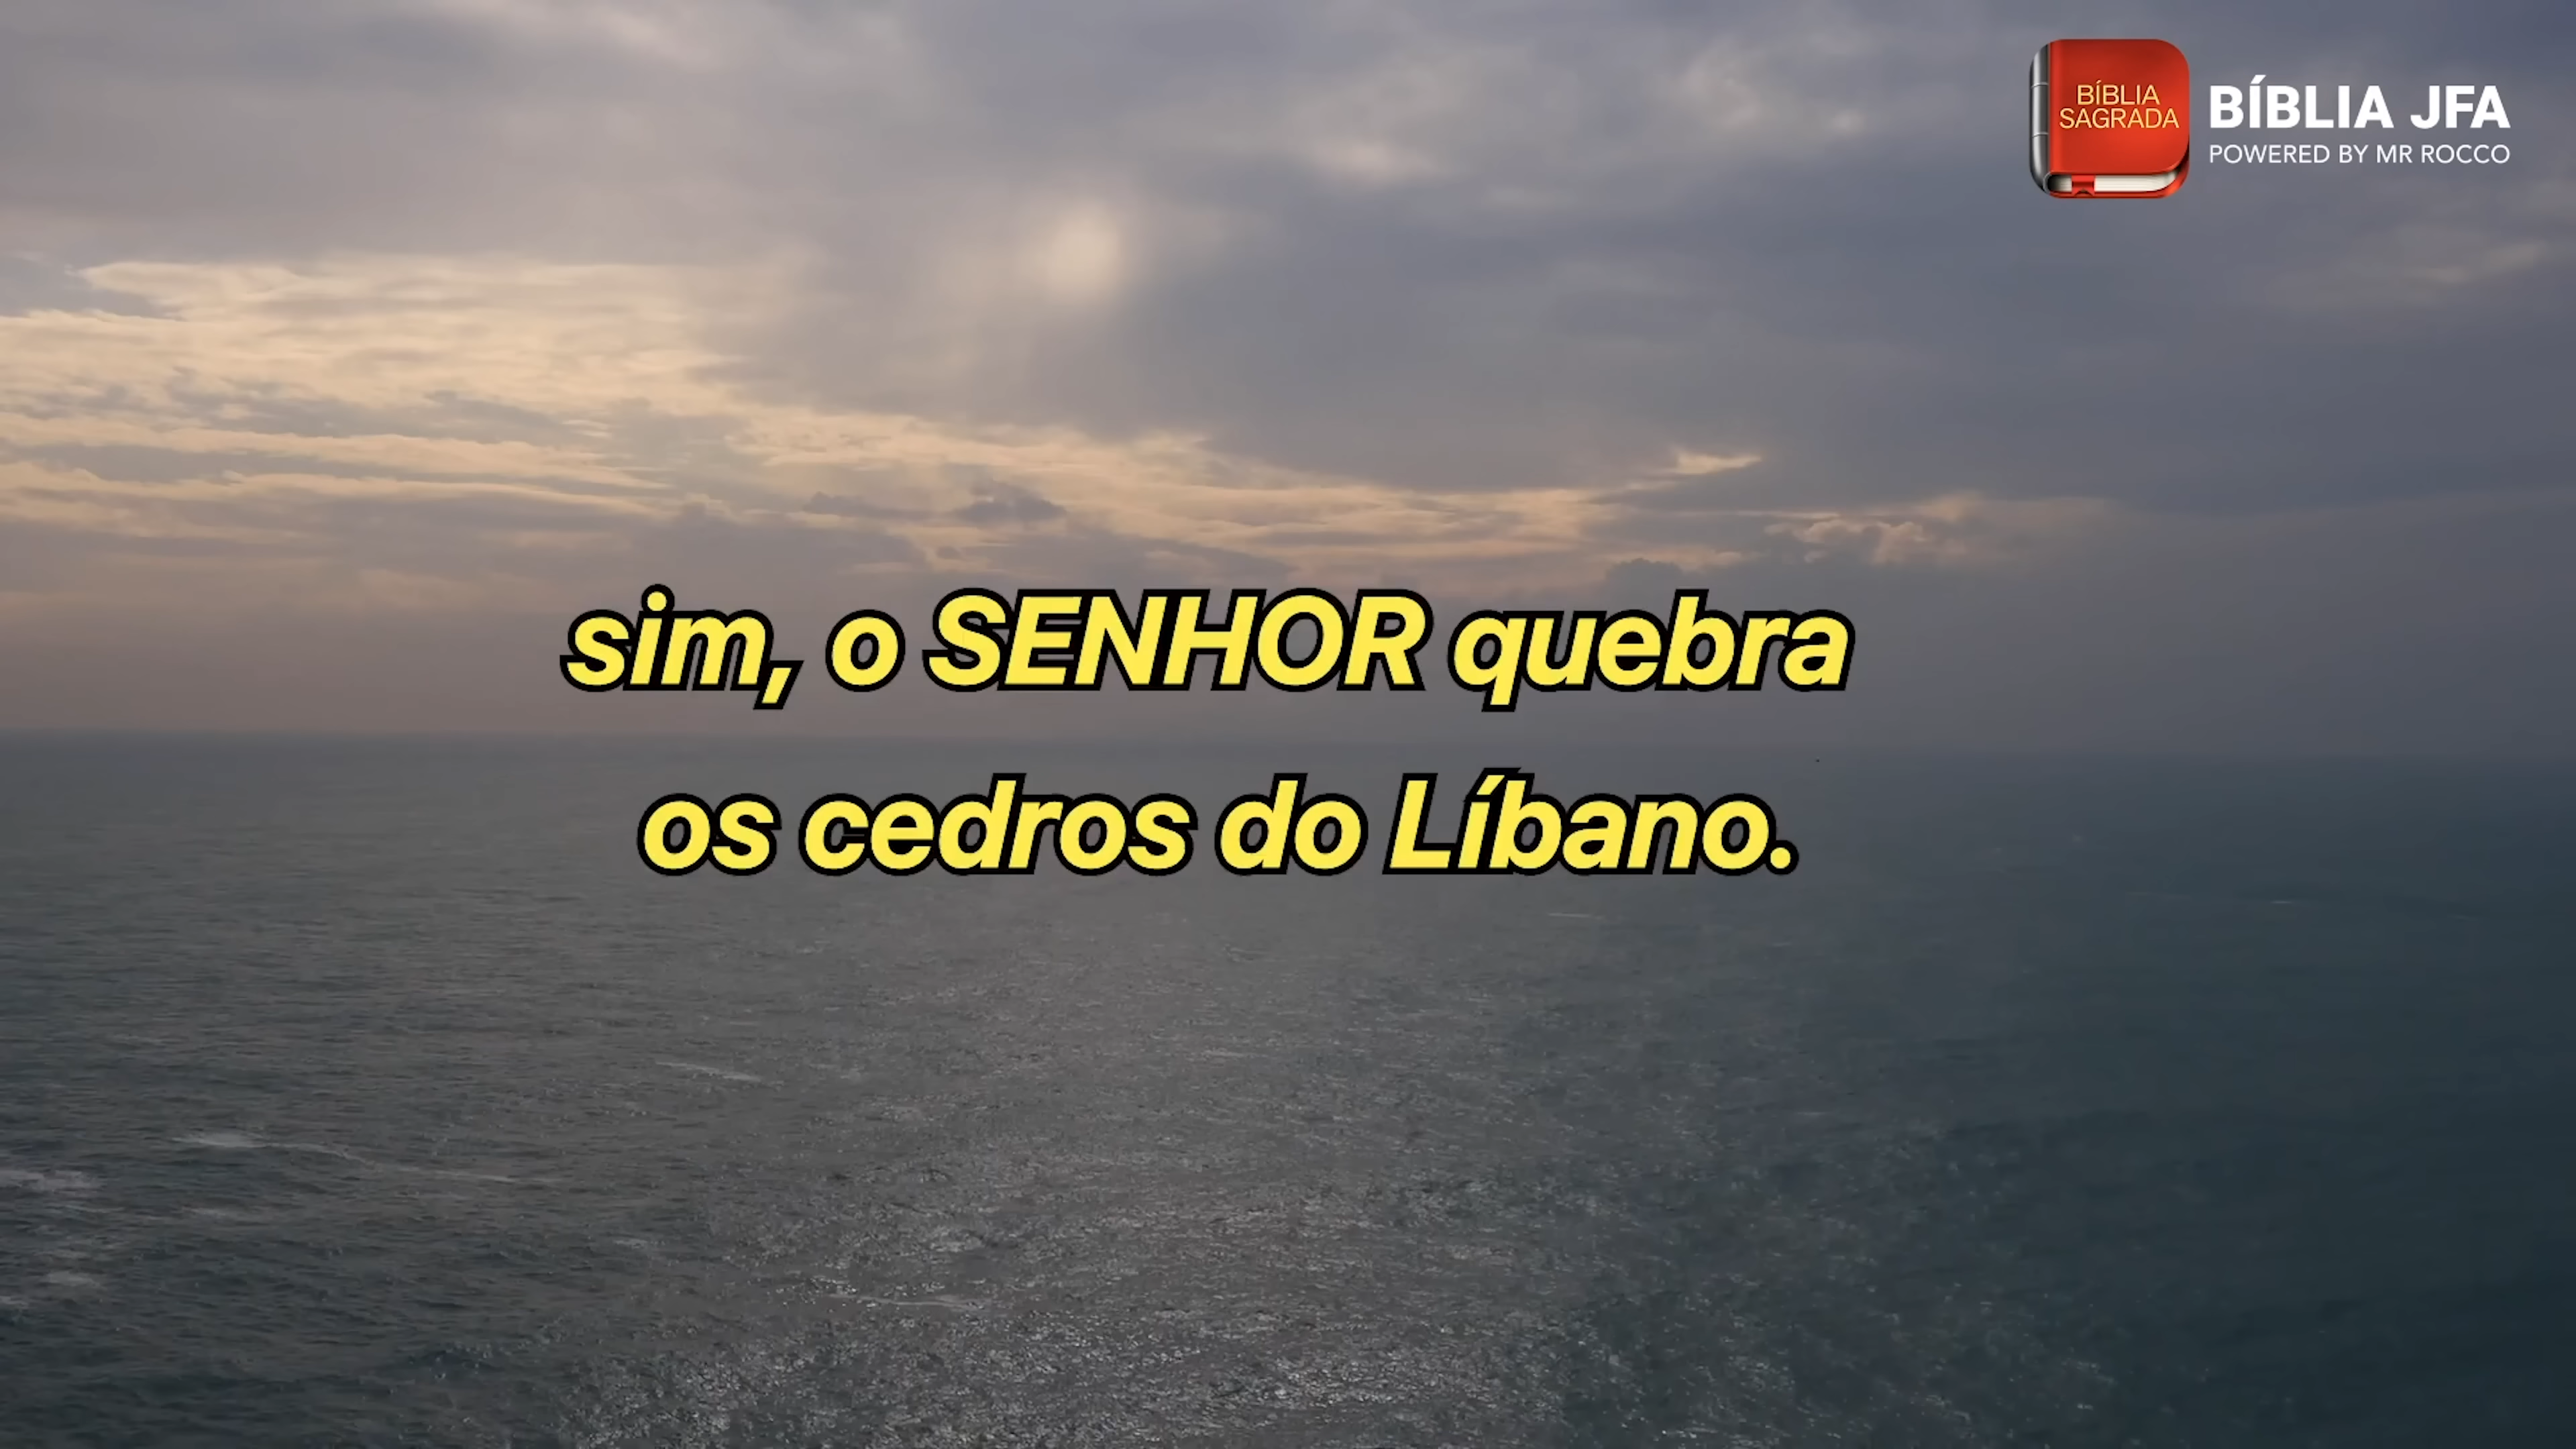 BÍBLIA
SAGRADA
BÍBLIA JFA
POWERED BY MR ROCCO
sim, o SENHOR quebra
os cedros do Líbano.